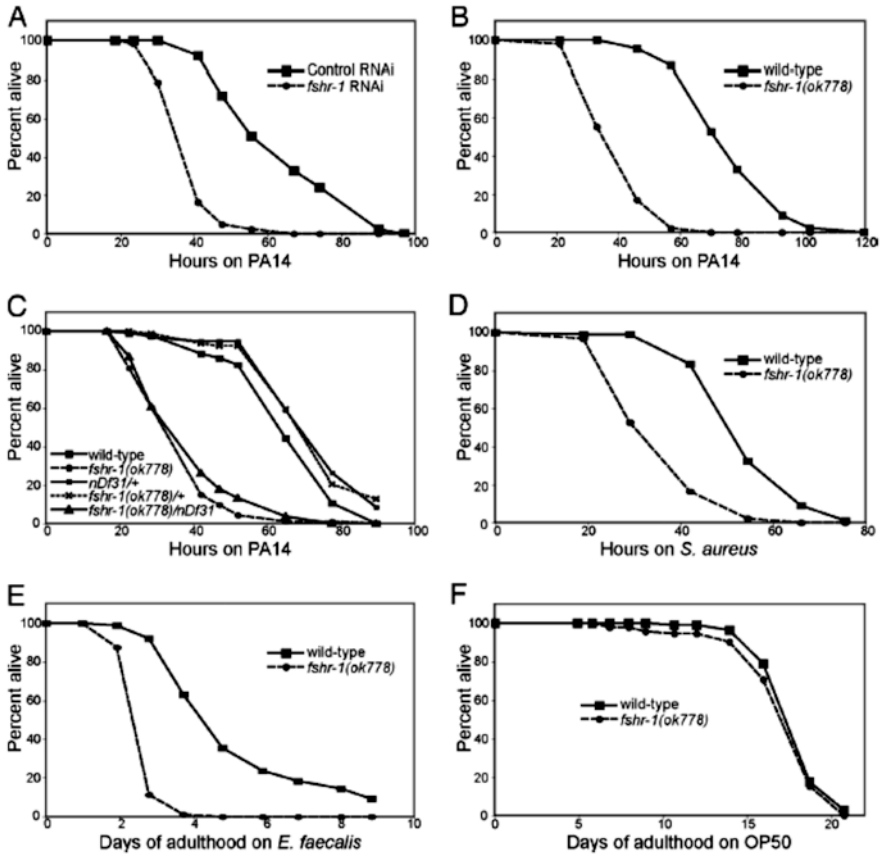 A
Percent alive
100
80
60
40
20
0
Control RNAi
fshr-1 RNAi
0 20 40 60 80 100
Hours on PA14
B
Percent alive
100
80
60
40
20
0
wild-type
fshr-1(ok778)
0 20 40 60 80 100 120
Hours on PA14
C
Percent alive
100
80
60
40
20
0
wild-type
fshr-1(ok778)
nDf31/+
fshr-1(ok778)/+
fshr-1(ok778)/nDf31
0 20 40 60 80 100
Hours on PA14
D
Percent alive
100
80
60
40
20
0
wild-type
fshr-1(ok778)
0 20 40 60 80
Hours on S. aureus
E
Percent alive
100
80
60
40
20
0
wild-type
fshr-1(ok778)
0 2 4 6 8 10
Days of adulthood on E. faecalis
F
Percent alive
100
80
60
40
20
0
wild-type
fshr-1(ok778)
0 5 10 15 20
Days of adulthood on OP50